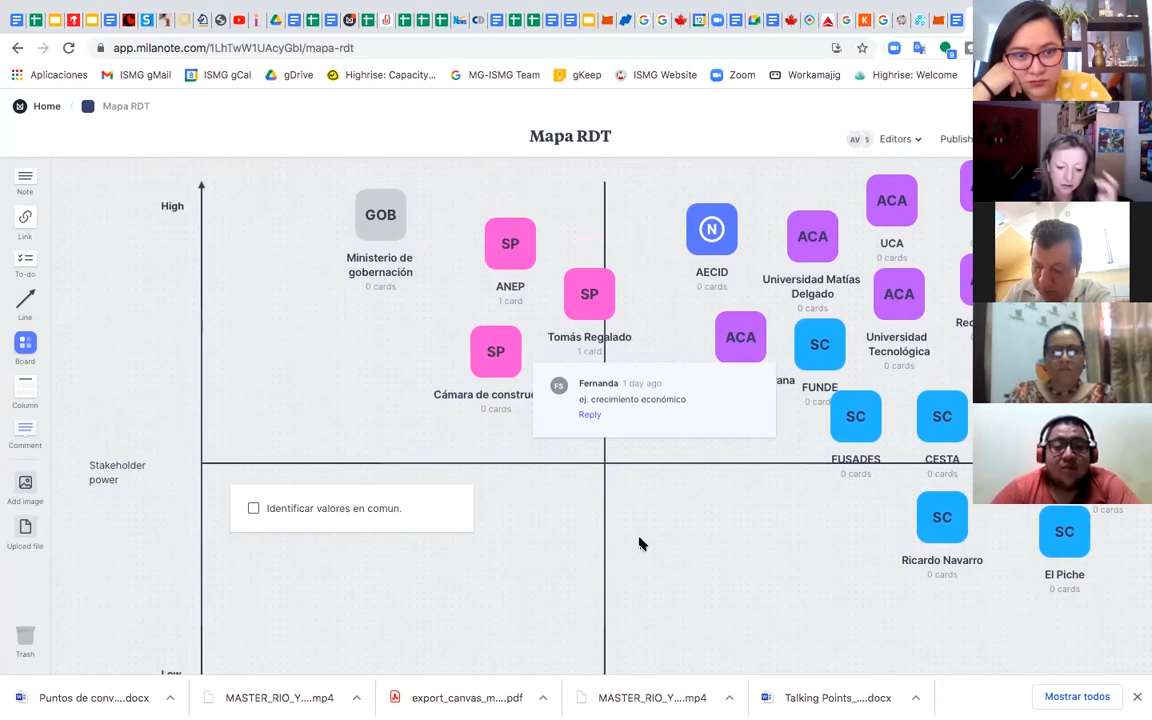 app.milanote.com/1LhTwW1UAcyGbI/mapa-rdt
Aplicaciones
ISMG gMail
ISMG gCal
gDrive
Highrise: Capacity...
MG-ISMG Team
gKeep
ISMG Website
Zoom
Workamajig
Highrise: Welcome
Home / Mapa RDT
Mapa RDT
AV S Editors
Publish
Note
Link
To-do
Line
Board
Column
Comment
Add image
Upload file
Trash
High
Stakeholder
power
GOB
Ministerio de
gobernación
0 cards
SP
ANEP
1 card
SP
Tomás Regalado
1 card
SP
Cámara de constru
0 cards
N
AECID
0 cards
ACA
Universidad Matías
Delgado
0 cards
ACA
UCA
0 cards
ACA
Universidad
Tecnológica
0 cards
ACA
SC
FUNDE
SC
FUSADES
0 cards
SC
CESTA
0 cards
SC
Ricardo Navarro
0 cards
0 cards
SC
El Piche
0 cards
FS
Fernanda 1 day ago
ej. crecimiento económico
Reply
Identificar valores en comun.
Puntos de conv....docx
MASTER_RIO_Y....mp4
export_canvas_m....pdf
MASTER_RIO_Y....mp4
Talking Points_....docx
Mostrar todos